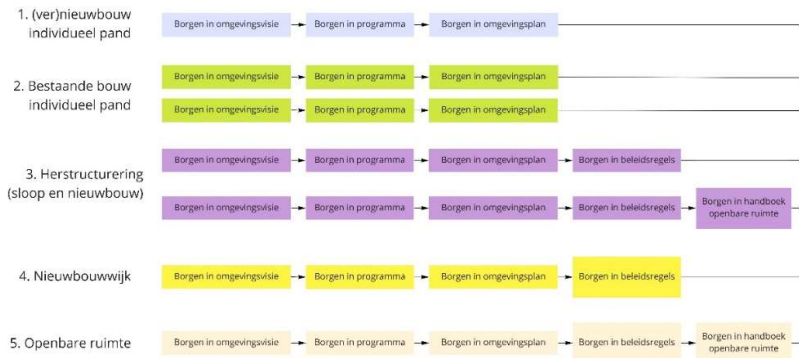 1. (ver)nieuwbouw
individueel pand
Borgen in omgevingsvisie Borgen in programma Borgen in omgevingsplan
2. Bestaande bouw
individueel pand
Borgen in omgevingsvisie Borgen in programma Borgen in omgevingsplan
Borgen in omgevingsvisie Borgen in programma Borgen in omgevingsplan
3. Herstructurering
(sloop en nieuwbouw)
Borgen in omgevingsvisie Borgen in programma Borgen in omgevingsplan Borgen in beleidsregels
Borgen in omgevingsvisie Borgen in programma Borgen in omgevingsplan Borgen in beleidsregels Borgen in handboek
openbare ruimte
4. Nieuwbouwwijk
Borgen in omgevingsvisie Borgen in programma Borgen in omgevingsplan Borgen in beleidsregels
5. Openbare ruimte
Borgen in omgevingsvisie Borgen in programma Borgen in omgevingsplan Borgen in beleidsregels Borgen in handboek
openbare ruimte